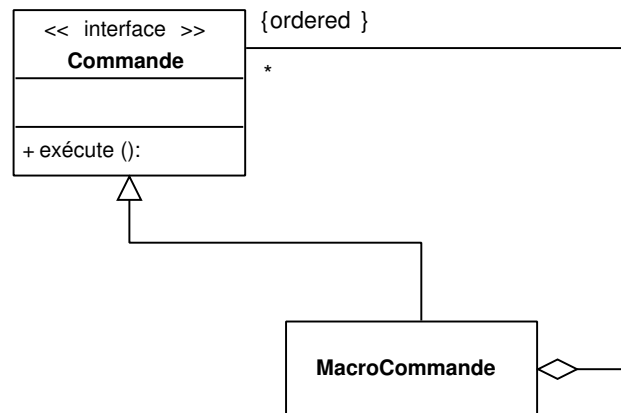 << interface >>
Commande
{ordered }
*
+ exécute ():
MacroCommande